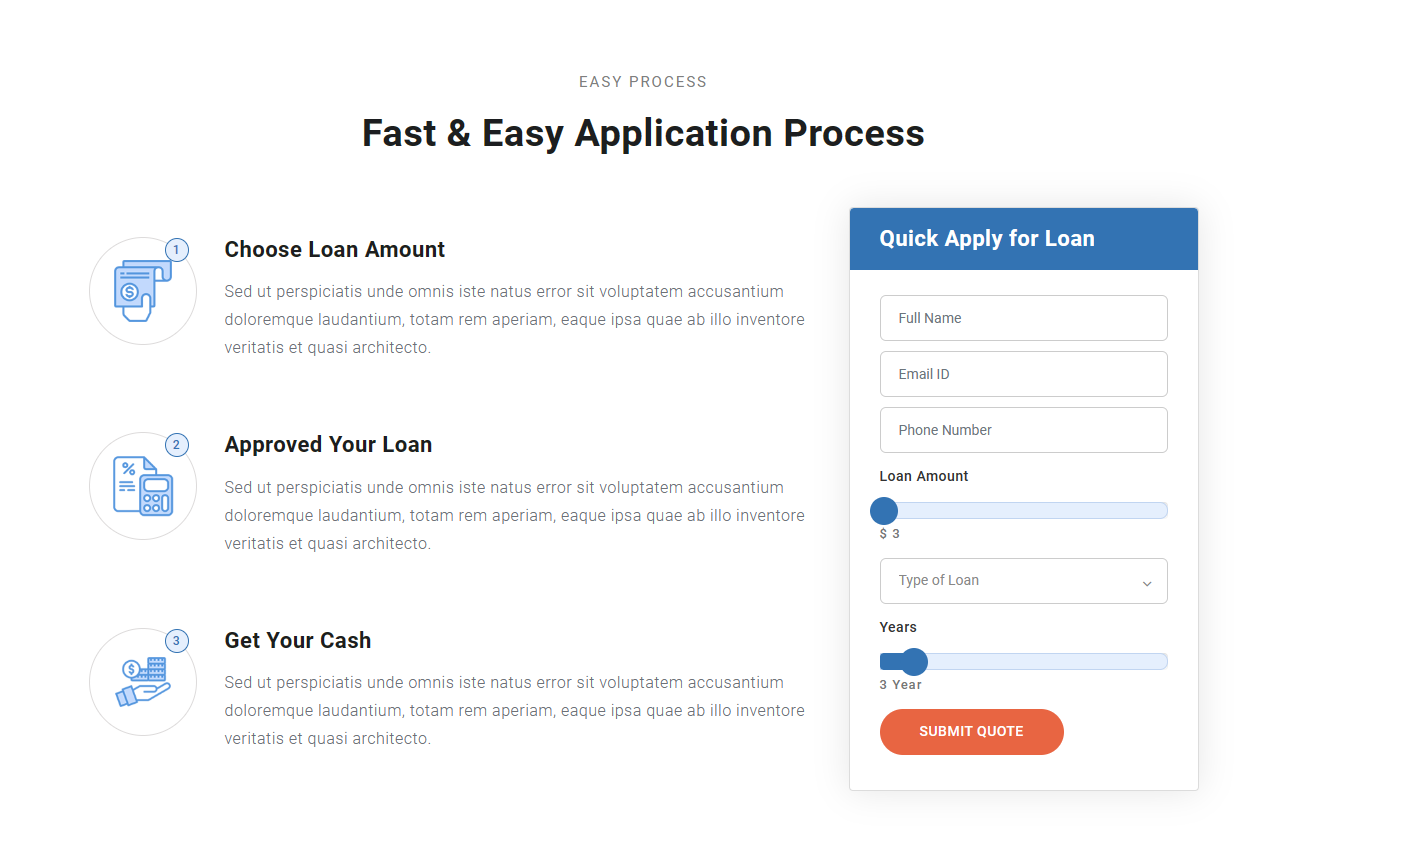 EASY PROCESS
Fast & Easy Application Process
1
Choose Loan Amount
Sed ut perspiciatis unde omnis iste natus error sit voluptatem accusantium
doloremque laudantium, totam rem aperiam, eaque ipsa quae ab illo inventore
veritatis et quasi architecto.
2
Approved Your Loan
Sed ut perspiciatis unde omnis iste natus error sit voluptatem accusantium
doloremque laudantium, totam rem aperiam, eaque ipsa quae ab illo inventore
veritatis et quasi architecto.
3
Get Your Cash
Sed ut perspiciatis unde omnis iste natus error sit voluptatem accusantium
doloremque laudantium, totam rem aperiam, eaque ipsa quae ab illo inventore
veritatis et quasi architecto.
Quick Apply for Loan
Full Name
Email ID
Phone Number
Loan Amount
$ 3
Type of Loan
Years
3 Year
SUBMIT QUOTE